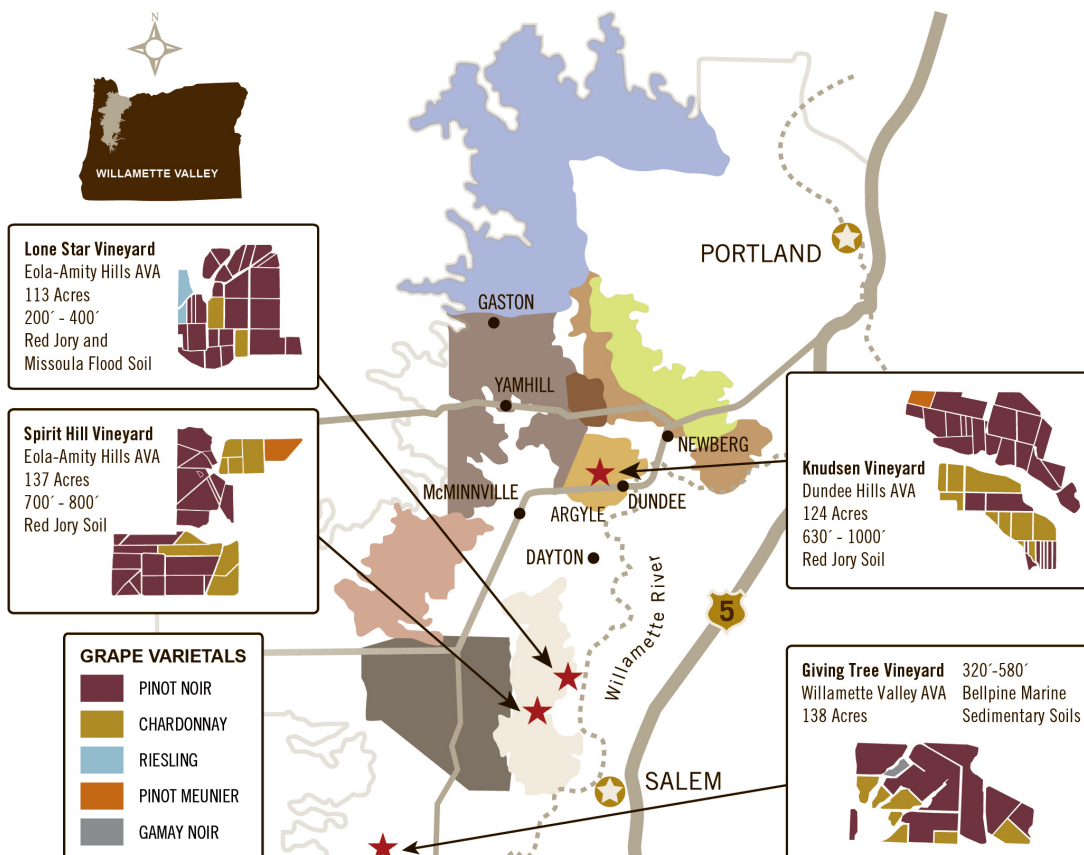 WILLAMETTE VALLEY
Lone Star Vineyard
Eola-Amity Hills AVA
113 Acres
200´ - 400´
Red Jory and
Missoula Flood Soil
Spirit Hill Vineyard
Eola-Amity Hills AVA
137 Acres
700´ - 800´
Red Jory Soil
GRAPE VARIETALS
PINOT NOIR
CHARDONNAY
RIESLING
PINOT MEUNIER
GAMAY NOIR
PORTLAND
GASTON
YAMHILL
NEWBERG
McMINNVILLE
ARGYLE
DUNDEE
DAYTON
Willamette River
5
SALEM
Knudsen Vineyard
Dundee Hills AVA
124 Acres
630´ - 1000´
Red Jory Soil
Giving Tree Vineyard
Willamette Valley AVA
138 Acres
320´-580´
Bellpine Marine
Sedimentary Soils